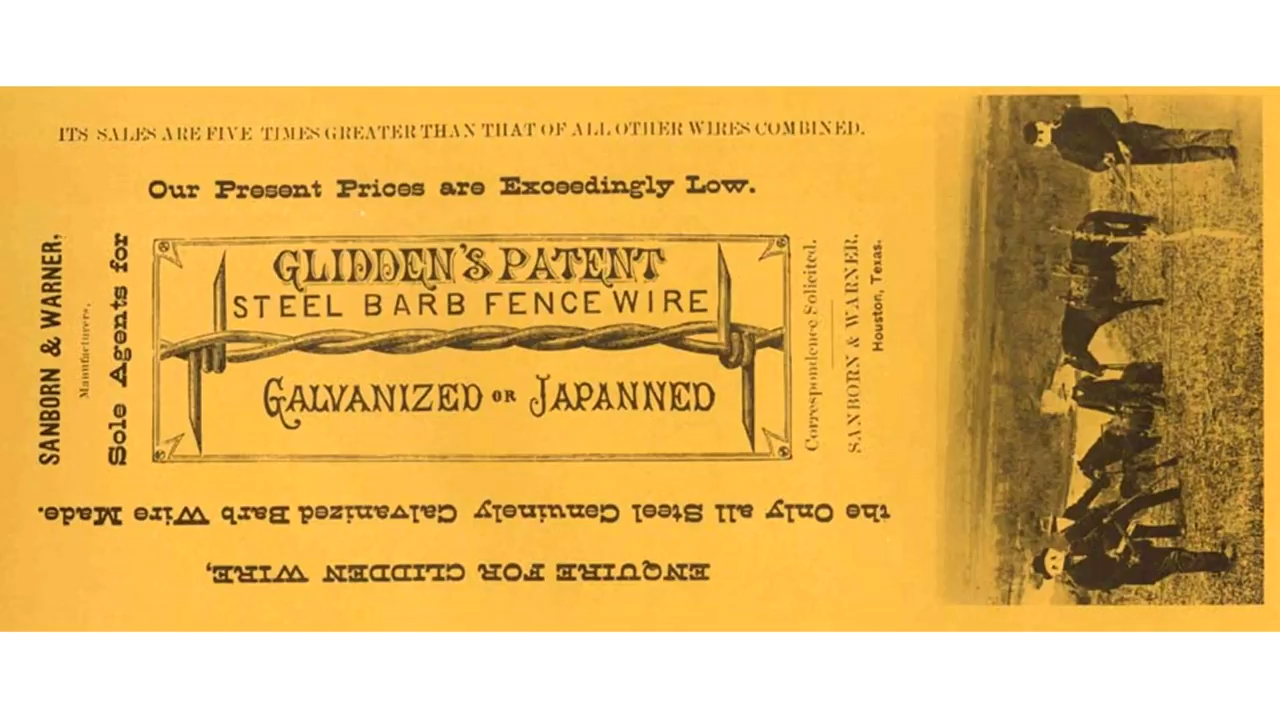 ITS SALES ARE FIVE TIMES GREATER THAN THAT OF ALL OTHER WIRES COMBINED.
Our Present Prices are Exceedingly Low.
SANBORN & WARNER,
Manufacturers,
Sole Agents for
GLIDDEN'S PATENT
STEEL BARB FENCE WIRE
GALVANIZED OR JAPANNED
Correspondence Solicited.
SANBORN & WARNER.
Houston, Texas.
ENQUIRE FOR GLIDDEN WIRE,
the Only all Steel Genuinely Galvanized Barb Wire Made.